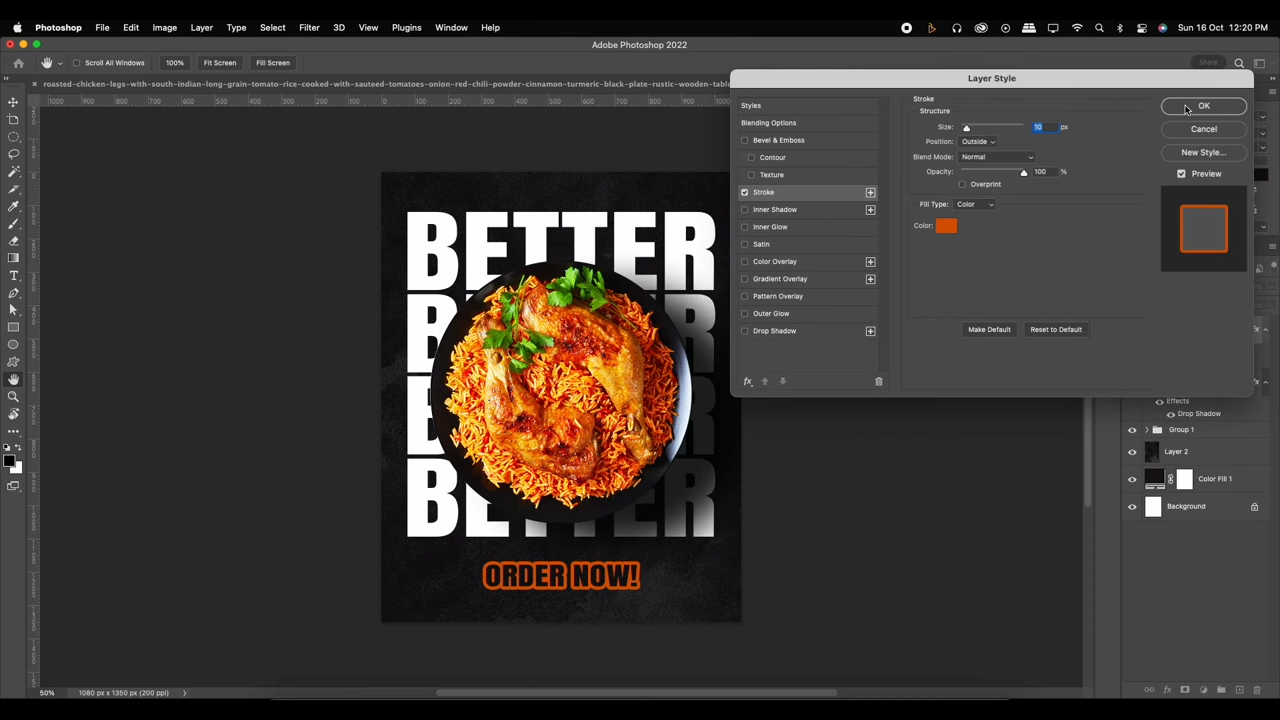 Photoshop File Edit Image Layer Type Select Filter 3D View Plugins Window Help Sun 16 Oct 12:20 PM
Adobe Photoshop 2022
Scroll All Windows 100% Fit Screen Fill Screen Share
roasted-chicken-legs-with-south-indian-long-grain-tomato-rice-cooked-with-sauteed-tomatoes-onion-red-chili-powder-cinnamon-turmeric-black-plate-rustic-wooden-table
Layer Style
Styles
Blending Options
Bevel & Emboss
Contour
Texture
Stroke
Inner Shadow
Inner Glow
Satin
Color Overlay
Gradient Overlay
Pattern Overlay
Outer Glow
Drop Shadow
fx
Stroke
Structure
Size: 10 px
Position: Outside
Blend Mode: Normal
Opacity: 100 %
Overprint
Fill Type: Color
Color:
Make Default Reset to Default
OK
Cancel
New Style...
Preview
BETTER
BETTER
ORDER NOW!
Effects
Drop Shadow
Group 1
Layer 2
Color Fill 1
Background
50% 1080 px x 1350 px (200 ppi)